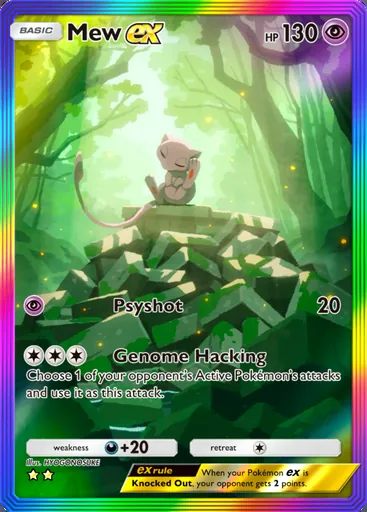 BASIC Mew ex HP 130
Psyshot 20
Genome Hacking
Choose 1 of your opponent's Active Pokémon's attacks
and use it as this attack.
weakness +20 retreat
Illus. HYOGONOSUKE
ex rule When your Pokémon ex is
Knocked Out, your opponent gets 2 points.